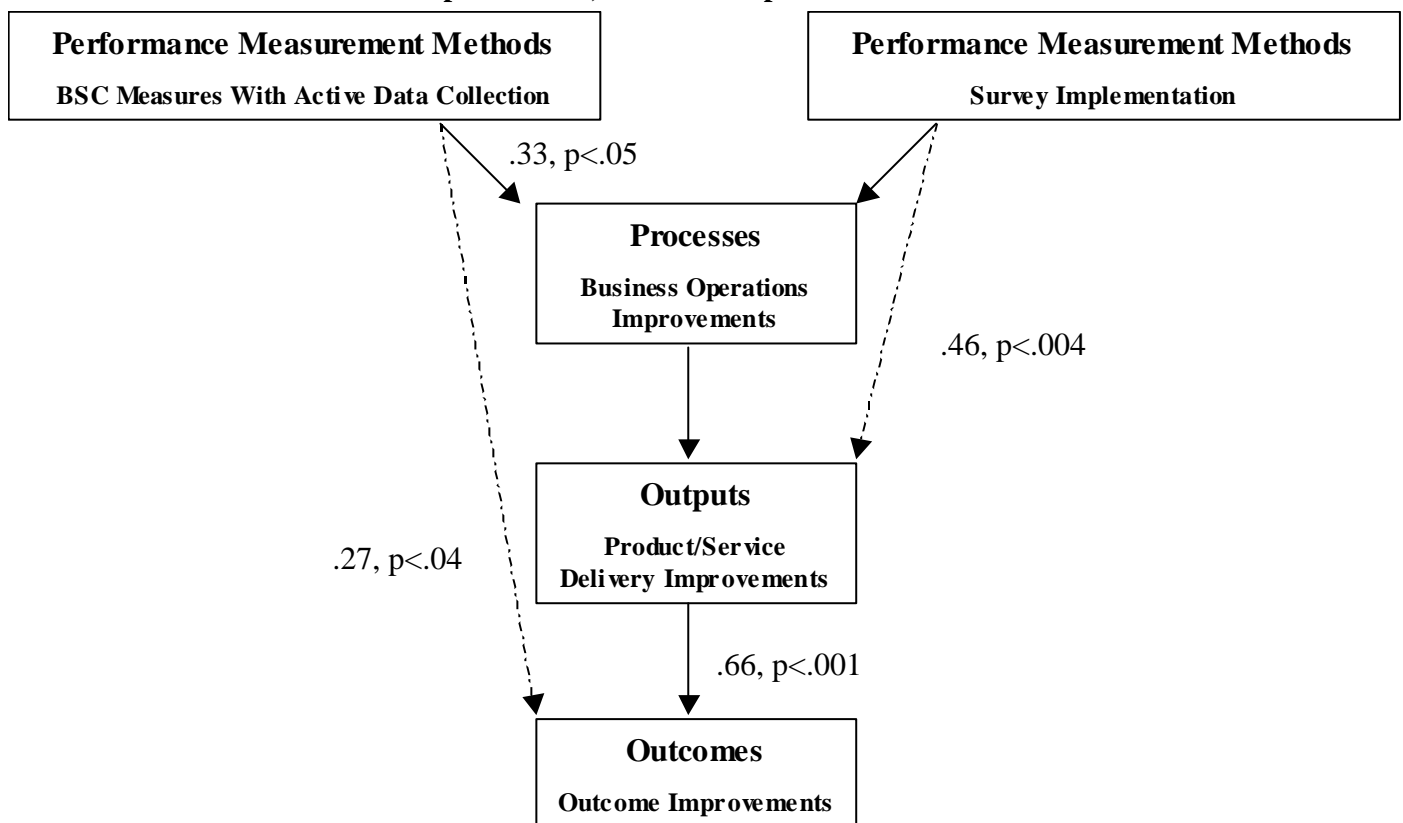 Performance Measurement Methods
BSC Measures With Active Data Collection
Performance Measurement Methods
Survey Implementation
.33, p<.05
Processes
Business Operations
Improvements
.46, p<.004
Outputs
Product/Service
Delivery Improvements
.27, p<.04
.66, p<.001
Outcomes
Outcome Improvements